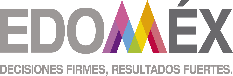 EDOMÉX
DECISIONES FIRMES, RESULTADOS FUERTES.